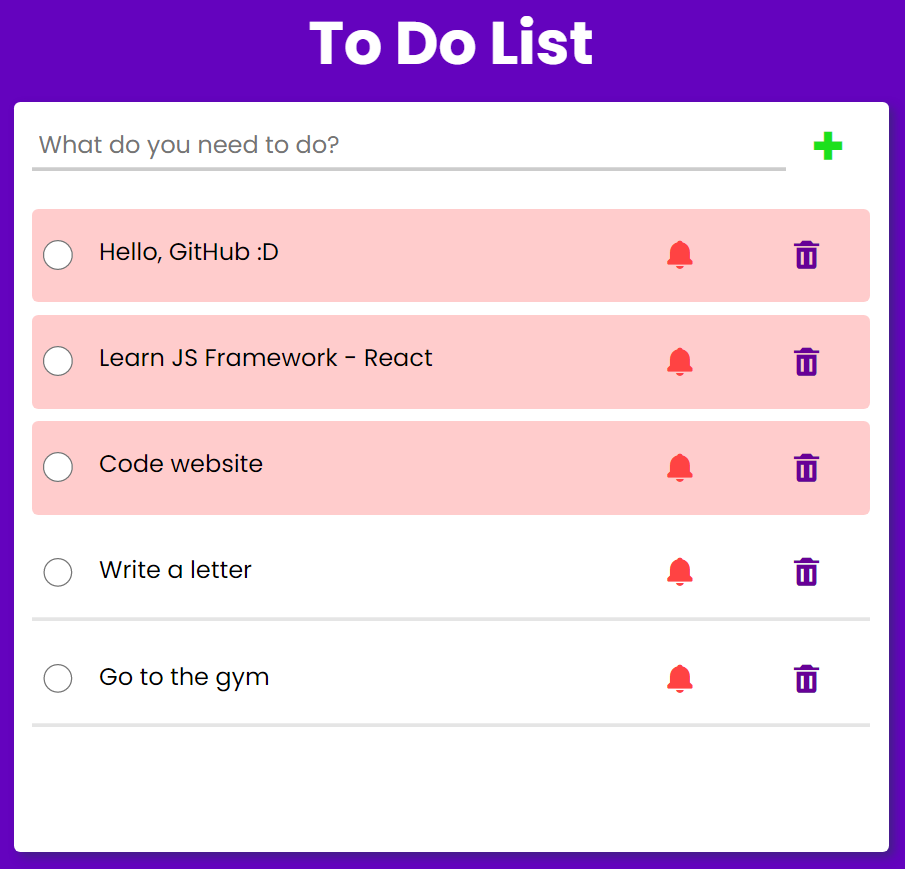 To Do List
What do you need to do?
Hello, GitHub :D
Learn JS Framework - React
Code website
Write a letter
Go to the gym